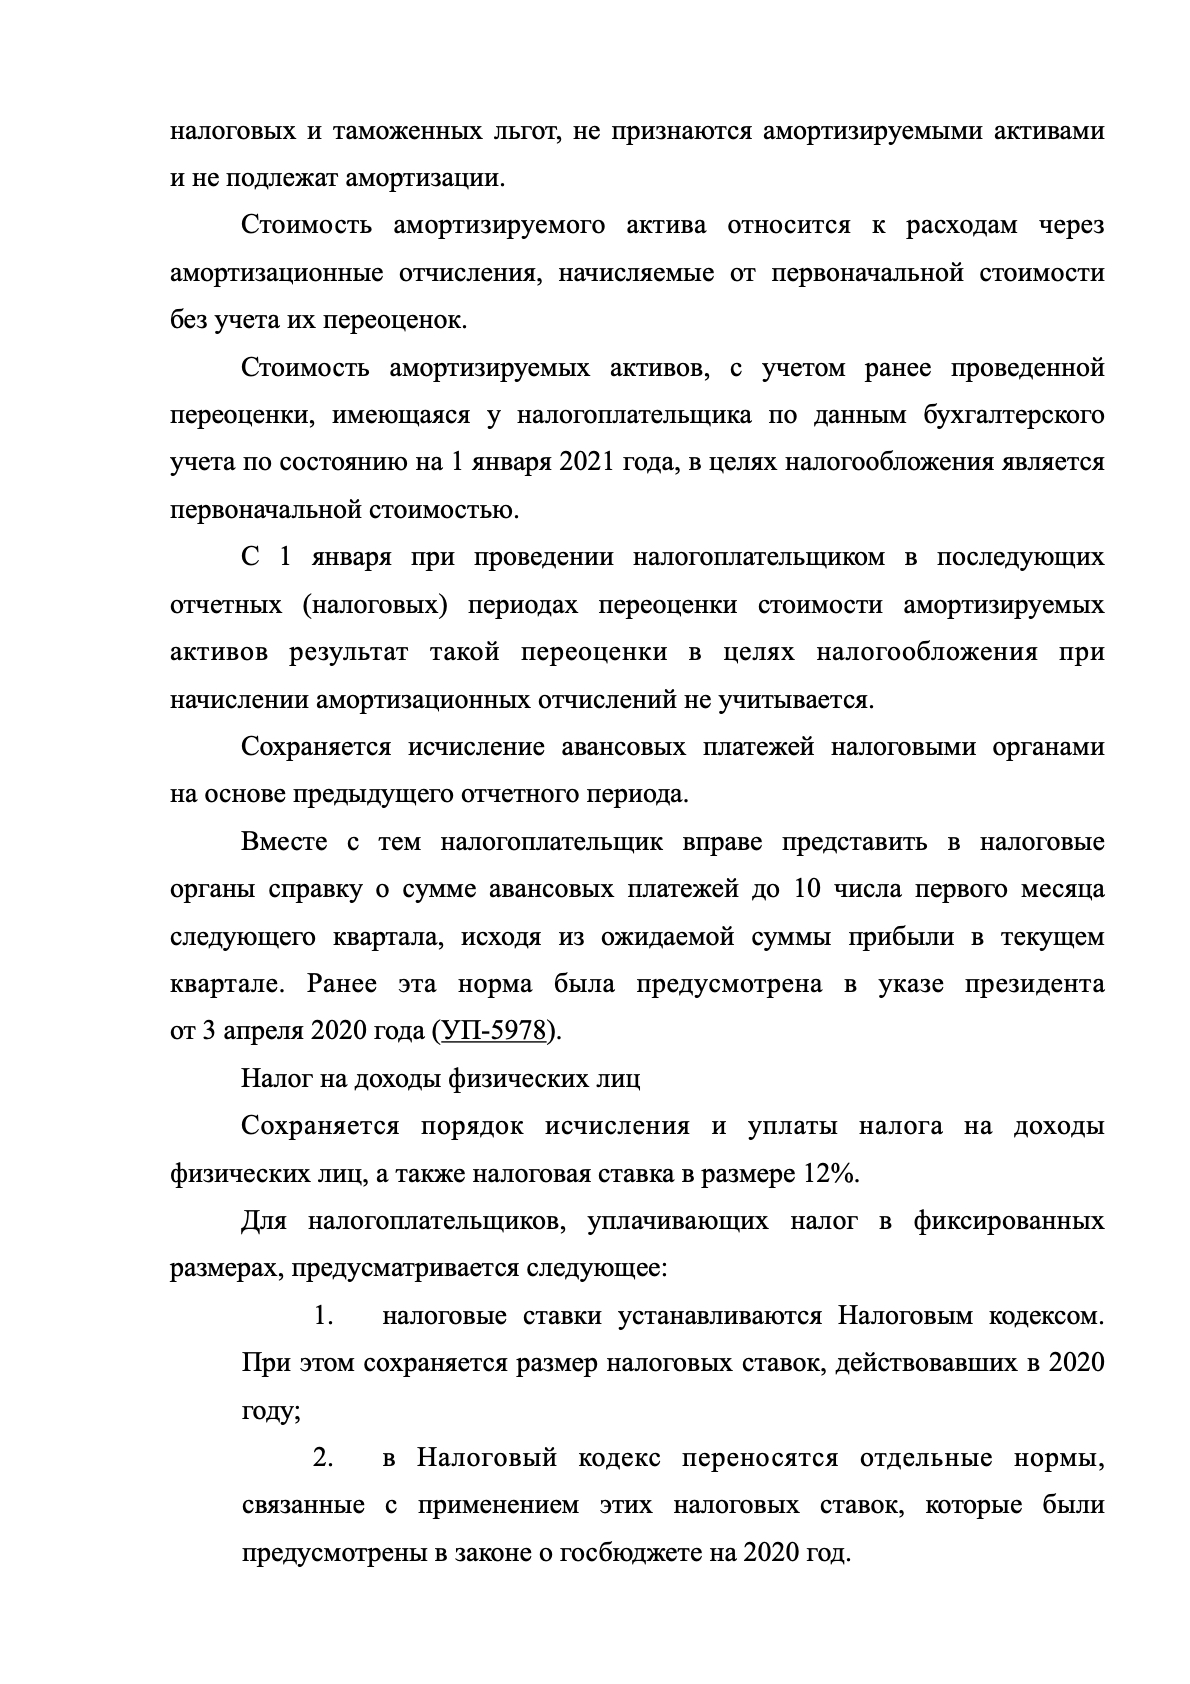 налоговых и таможенных льгот, не признаются амортизируемыми активами
и не подлежат амортизации.
Стоимость амортизируемого актива относится к расходам через
амортизационные отчисления, начисляемые от первоначальной стоимости
без учета их переоценок.
Стоимость амортизируемых активов, с учетом ранее проведенной
переоценки, имеющаяся у налогоплательщика по данным бухгалтерского
учета по состоянию на 1 января 2021 года, в целях налогообложения является
первоначальной стоимостью.
С 1 января при проведении налогоплательщиком в последующих
отчетных (налоговых) периодах переоценки стоимости амортизируемых
активов результат такой переоценки в целях налогообложения при
начислении амортизационных отчислений не учитывается.
Сохраняется исчисление авансовых платежей налоговыми органами
на основе предыдущего отчетного периода.
Вместе с тем налогоплательщик вправе представить в налоговые
органы справку о сумме авансовых платежей до 10 числа первого месяца
следующего квартала, исходя из ожидаемой суммы прибыли в текущем
квартале. Ранее эта норма была предусмотрена в указе президента
от 3 апреля 2020 года (УП-5978).
Налог на доходы физических лиц
Сохраняется порядок исчисления и уплаты налога на доходы
физических лиц, а также налоговая ставка в размере 12%.
Для налогоплательщиков, уплачивающих налог в фиксированных
размерах, предусматривается следующее:
1. налоговые ставки устанавливаются Налоговым кодексом.
При этом сохраняется размер налоговых ставок, действовавших в 2020
году;
2. в Налоговый кодекс переносятся отдельные нормы,
связанные с применением этих налоговых ставок, которые были
предусмотрены в законе о госбюджете на 2020 год.